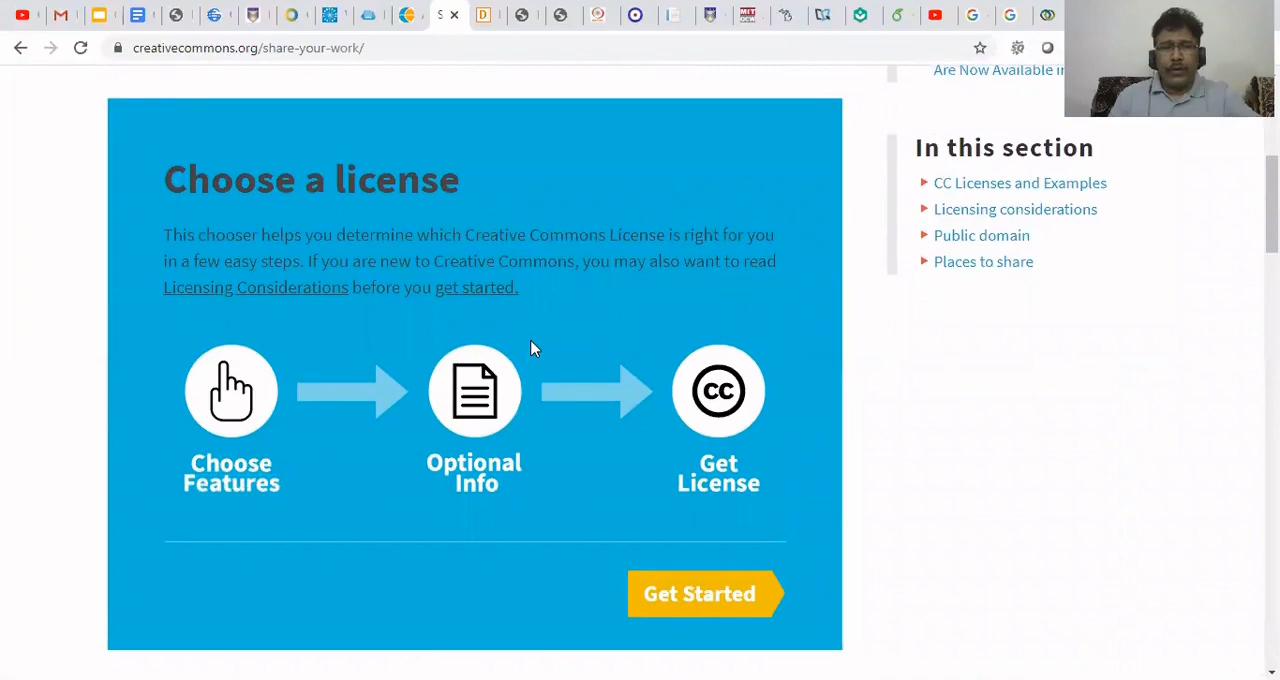 creativecommons.org/share-your-work/
Are Now Available in
Choose a license
This chooser helps you determine which Creative Commons License is right for you
in a few easy steps. If you are new to Creative Commons, you may also want to read
Licensing Considerations before you get started.
Choose
Features
Optional
Info
CC
Get
License
Get Started
In this section
CC Licenses and Examples
Licensing considerations
Public domain
Places to share